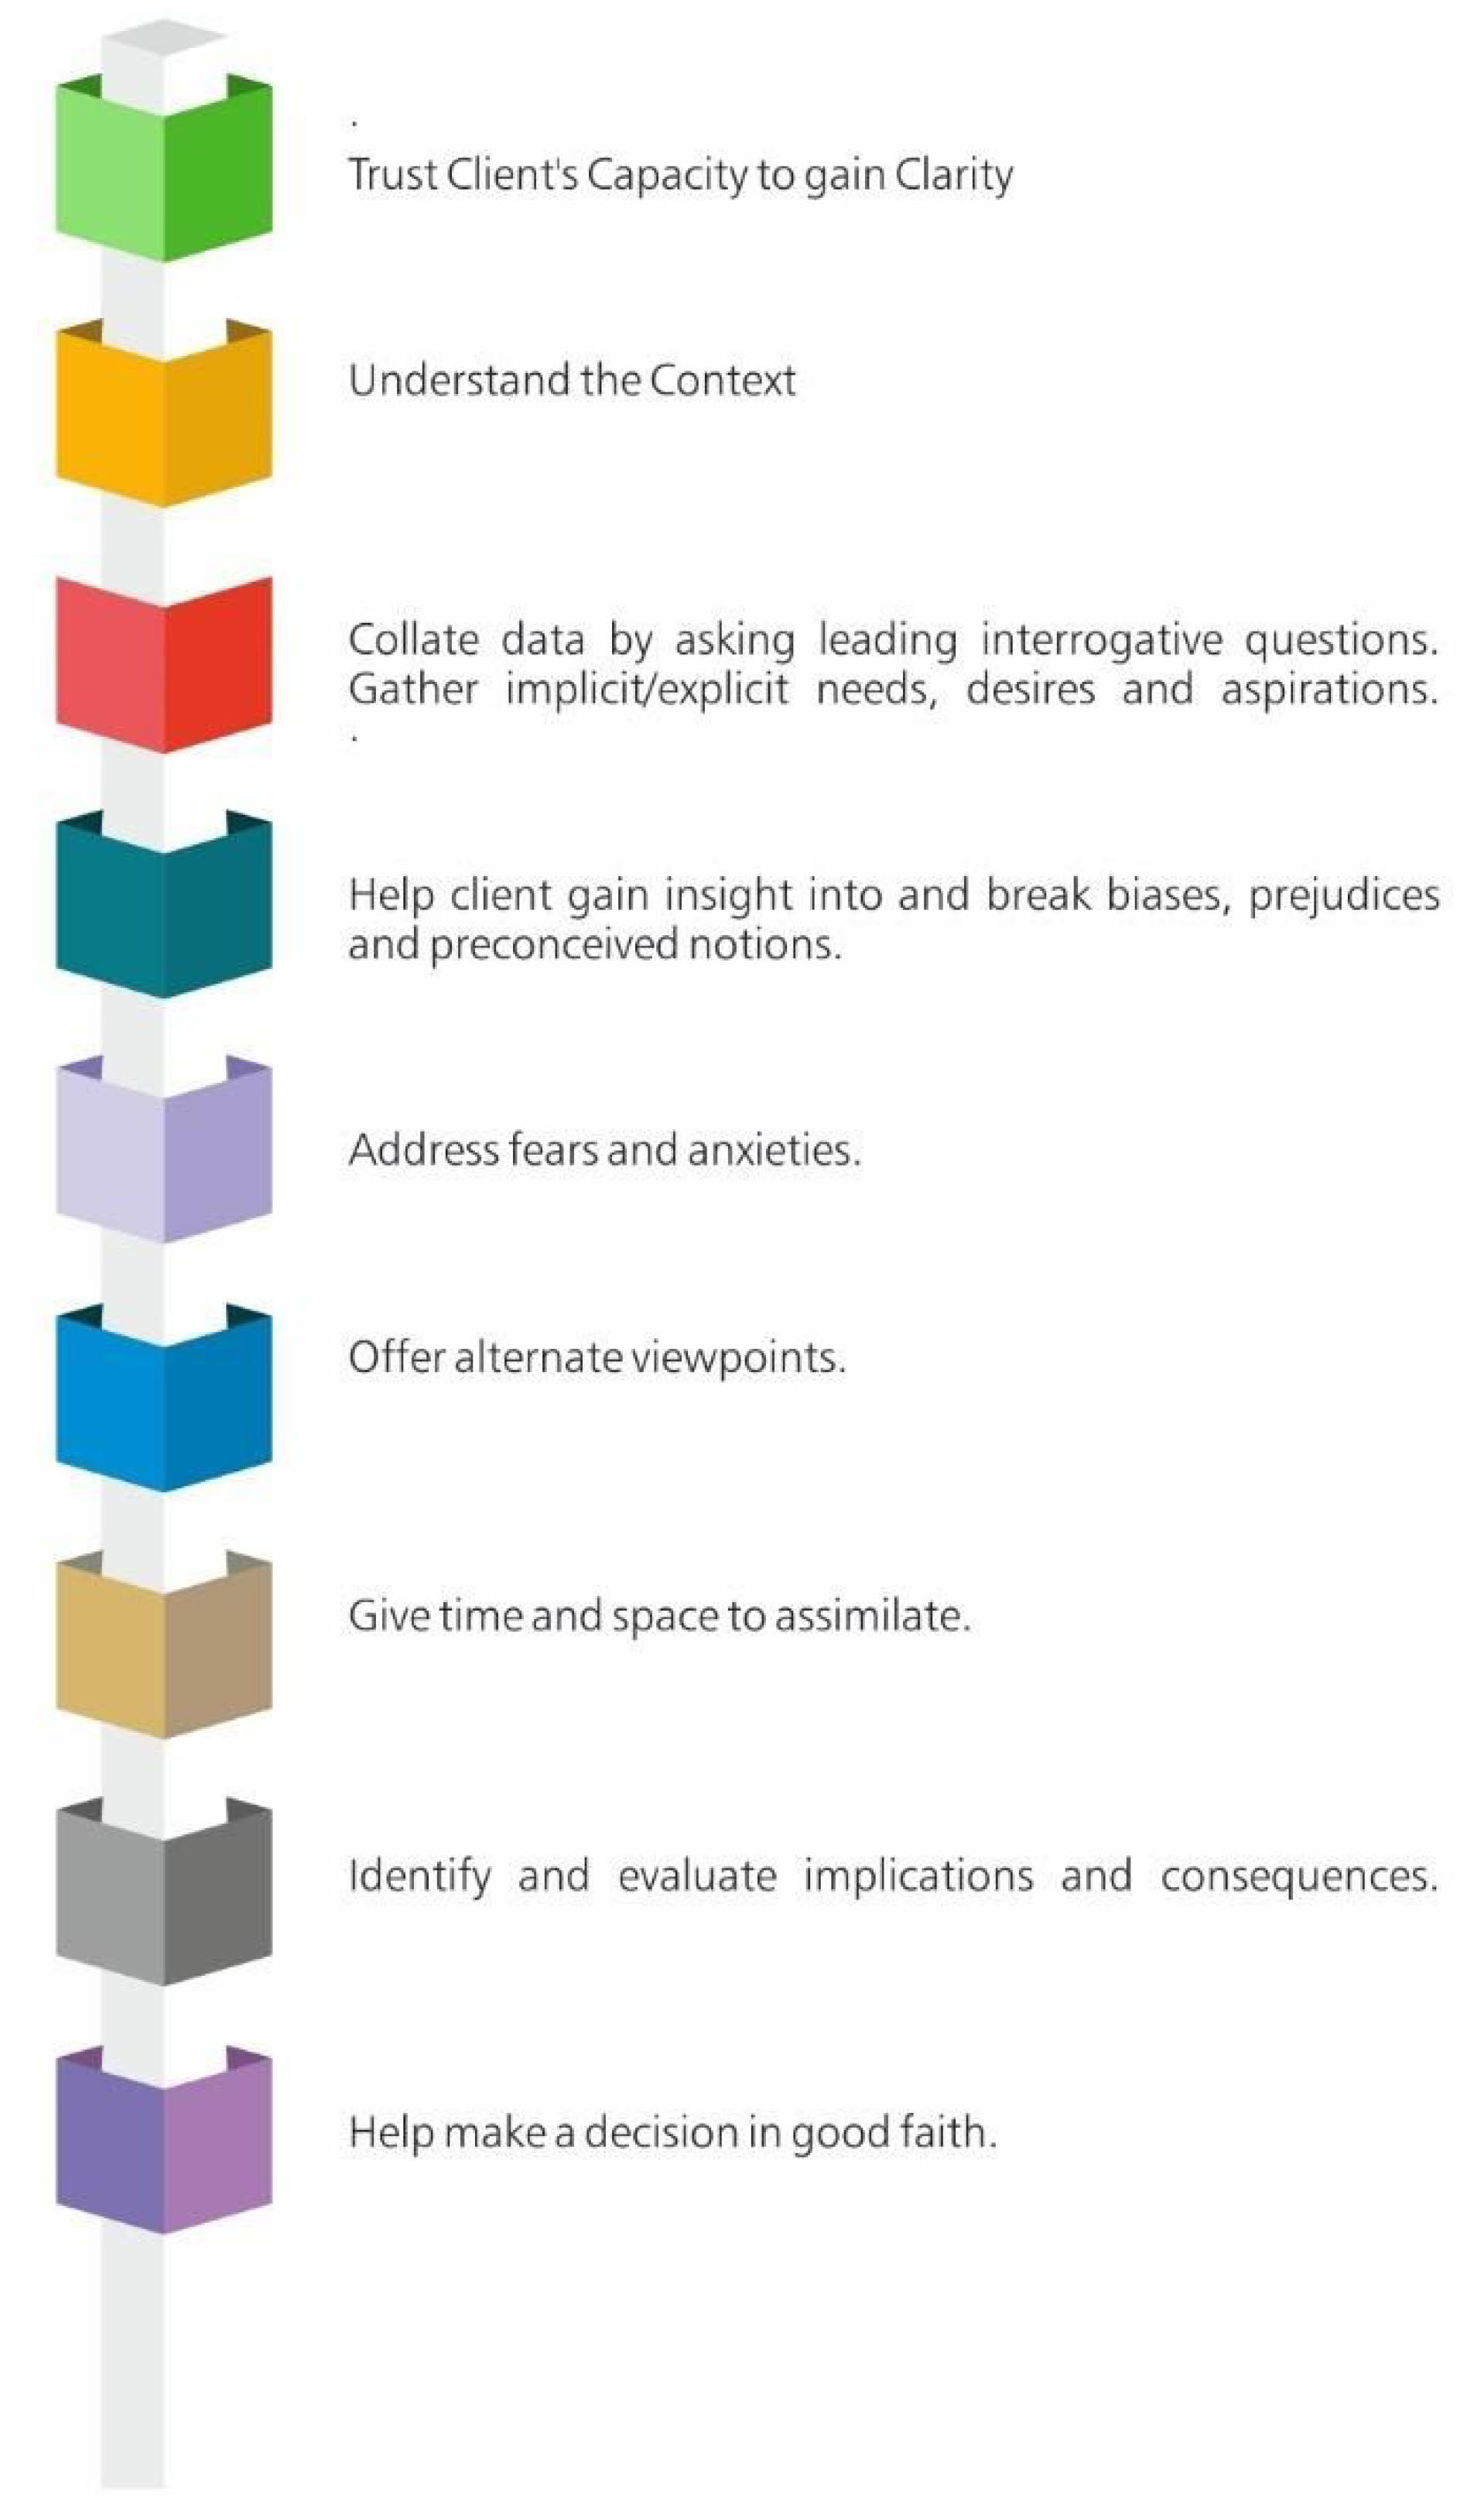 .
Trust Client's Capacity to gain Clarity
Understand the Context
Collate data by asking leading interrogative questions.
Gather implicit/explicit needs, desires and aspirations.
.
Help client gain insight into and break biases, prejudices
and preconceived notions.
Address fears and anxieties.
Offer alternate viewpoints.
Give time and space to assimilate.
Identify and evaluate implications and consequences.
Help make a decision in good faith.